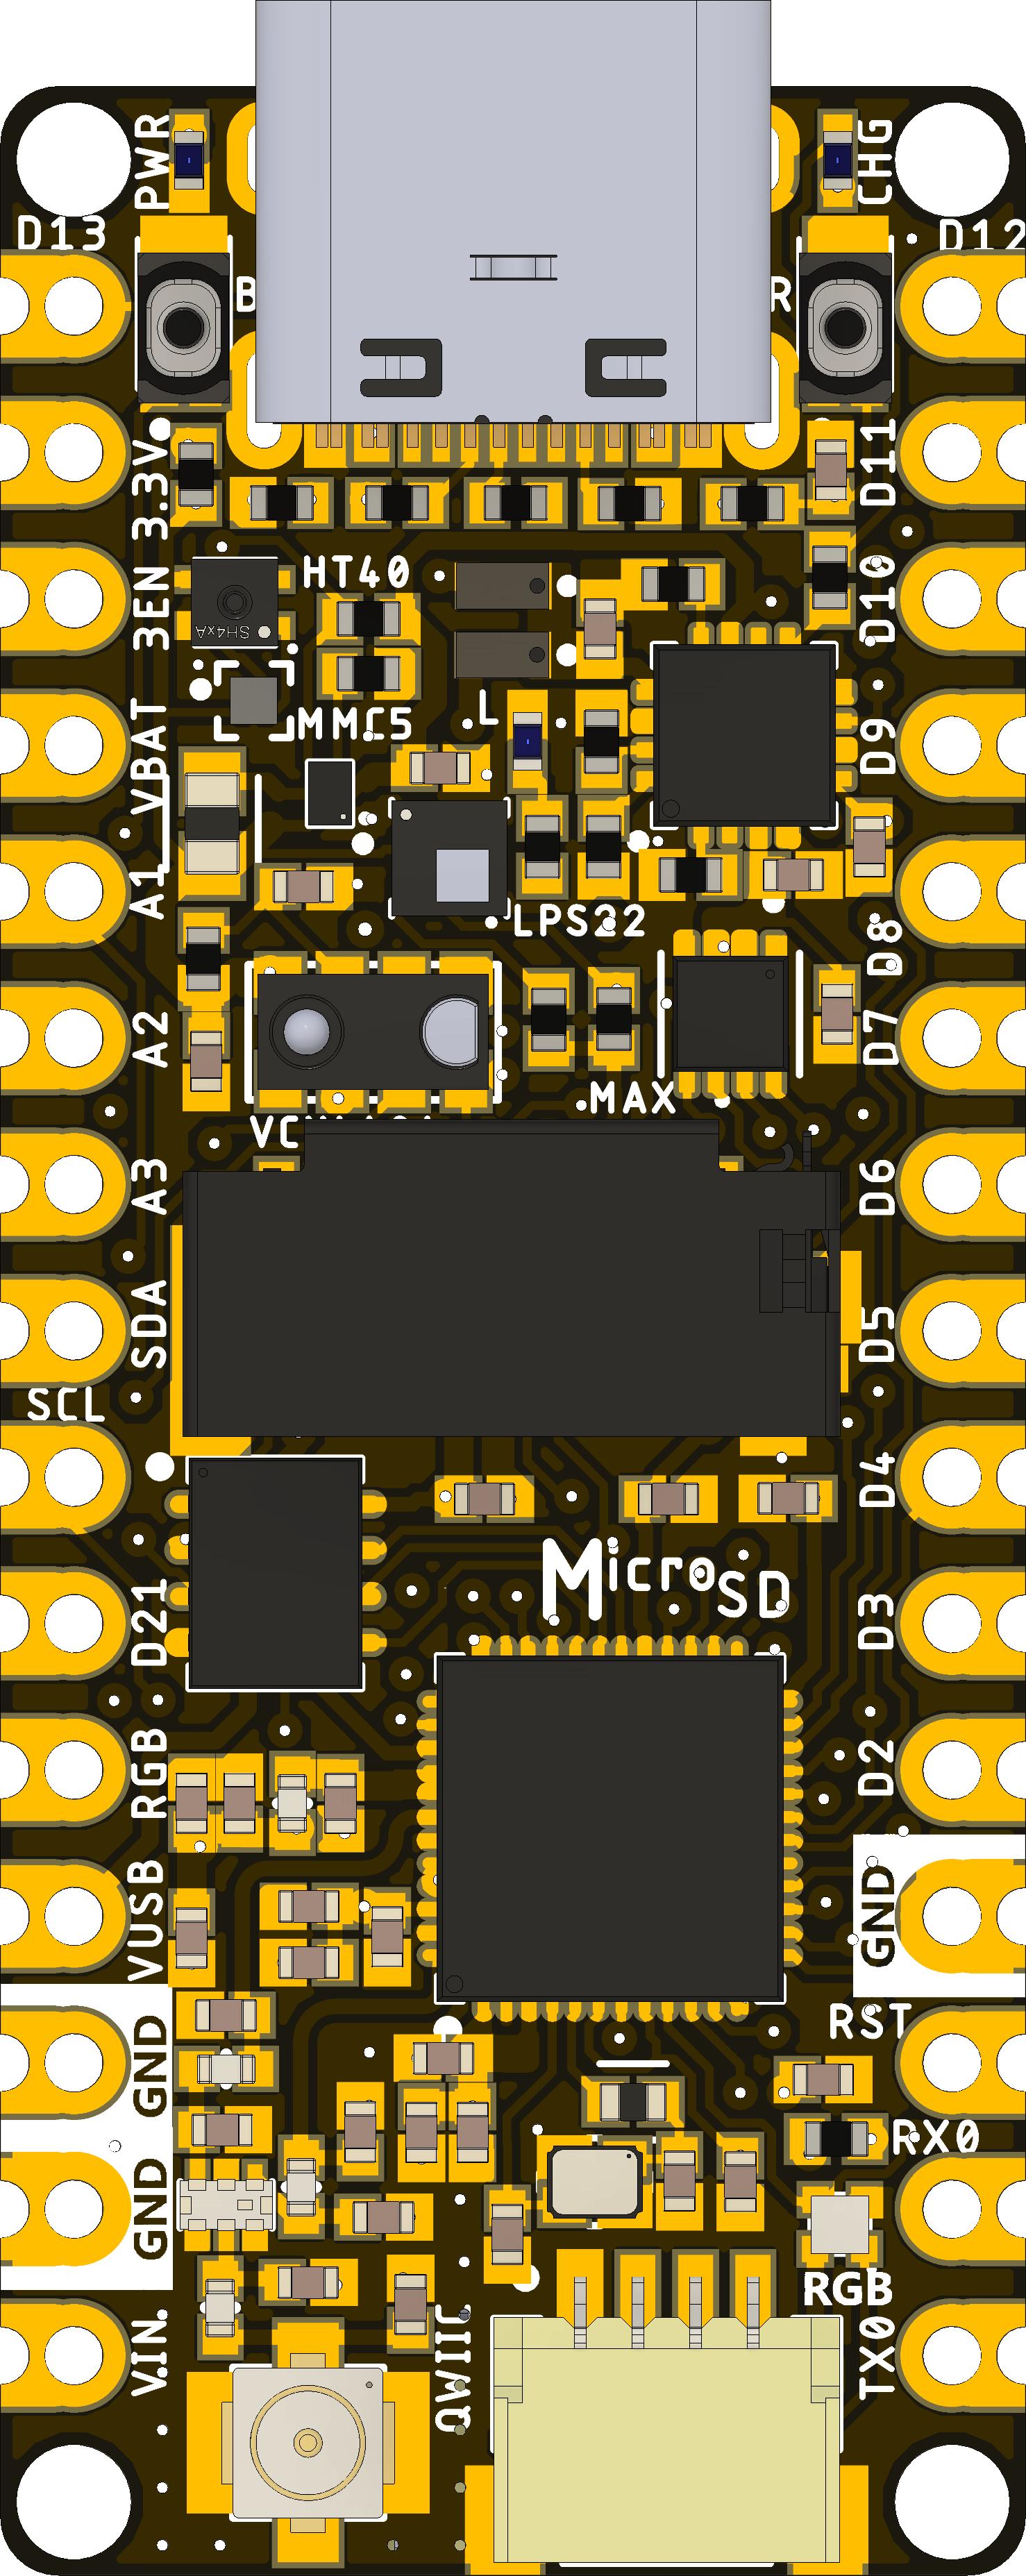 PWR
CHG
D13
D12
B
R
3.3V
D11
3EN
HT40
D10
SH4xA
L
MMC5
VBAT
D9
A1
LPS22
D8
A2
D7
MAX
A3
D6
SDA
D5
SCL
D4
MicroSD
D21
D3
RGB
D2
VUSB
GND
GND
RST
GND
RX0
RGB
VIN
QWIIC
TX0